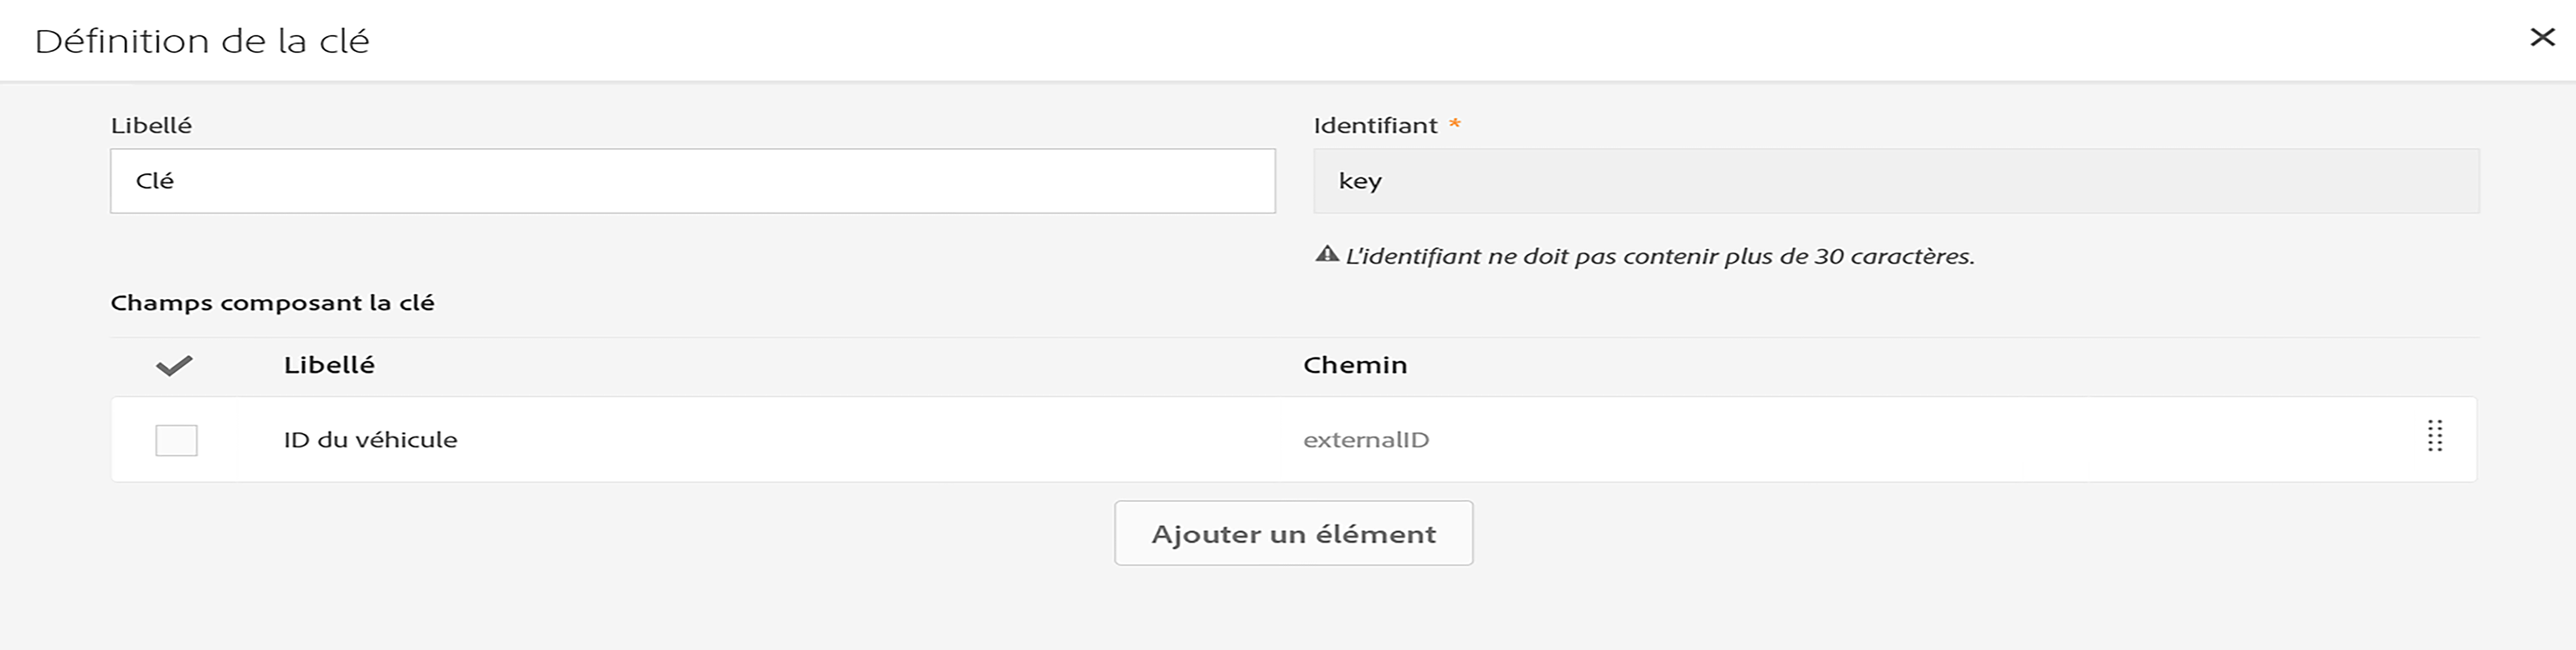 Définition de la clé
Libellé
Identifiant *
Clé
key
L'identifiant ne doit pas contenir plus de 30 caractères.
Champs composant la clé
Libellé
Chemin
ID du véhicule
externalID
Ajouter un élément